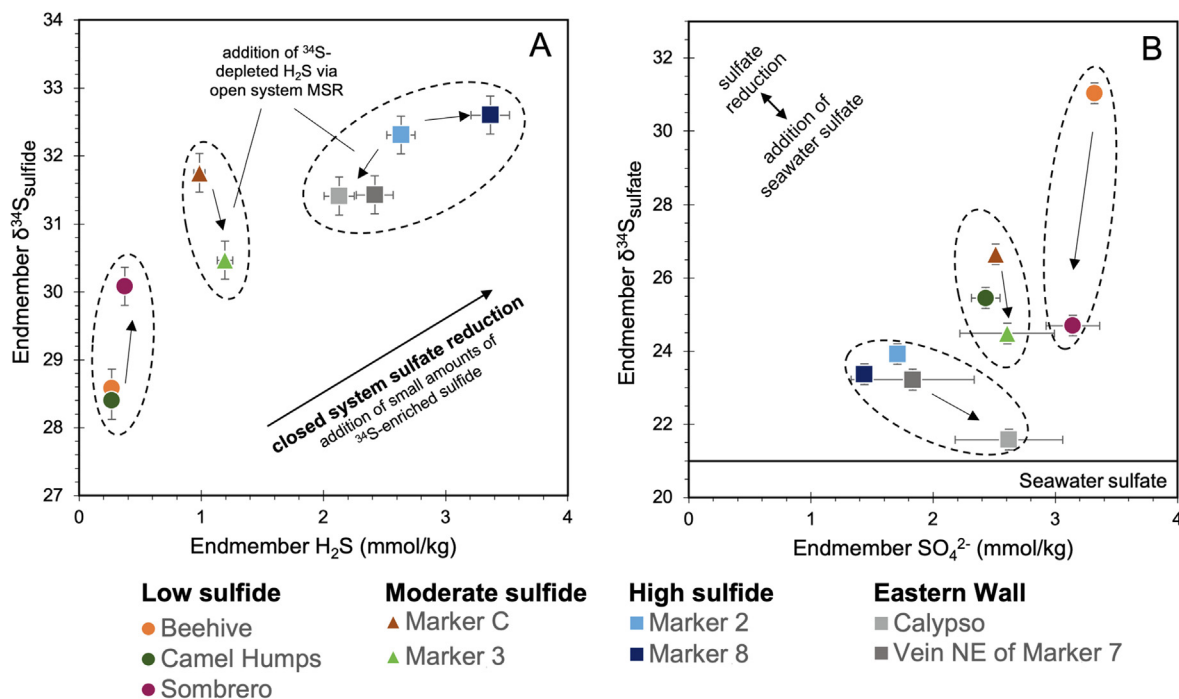 A
34
33
32
31
30
29
28
27
0
1
2
3
4
Endmember δ³⁴Ssulfide
Endmember H₂S (mmol/kg)
addition of ³⁴S-
depleted H₂S via
open system MSR
closed system sulfate reduction
addition of small amounts of
³⁴S-enriched sulfide
B
32
30
28
26
24
22
20
0
1
2
3
4
Endmember δ³⁴Ssulfate
Endmember SO₄²⁻ (mmol/kg)
sulfate
reduction
addition of
seawater sulfate
Seawater sulfate
Low sulfide
Beehive
Camel Humps
Sombrero
Moderate sulfide
Marker C
Marker 3
High sulfide
Marker 2
Marker 8
Eastern Wall
Calypso
Vein NE of Marker 7